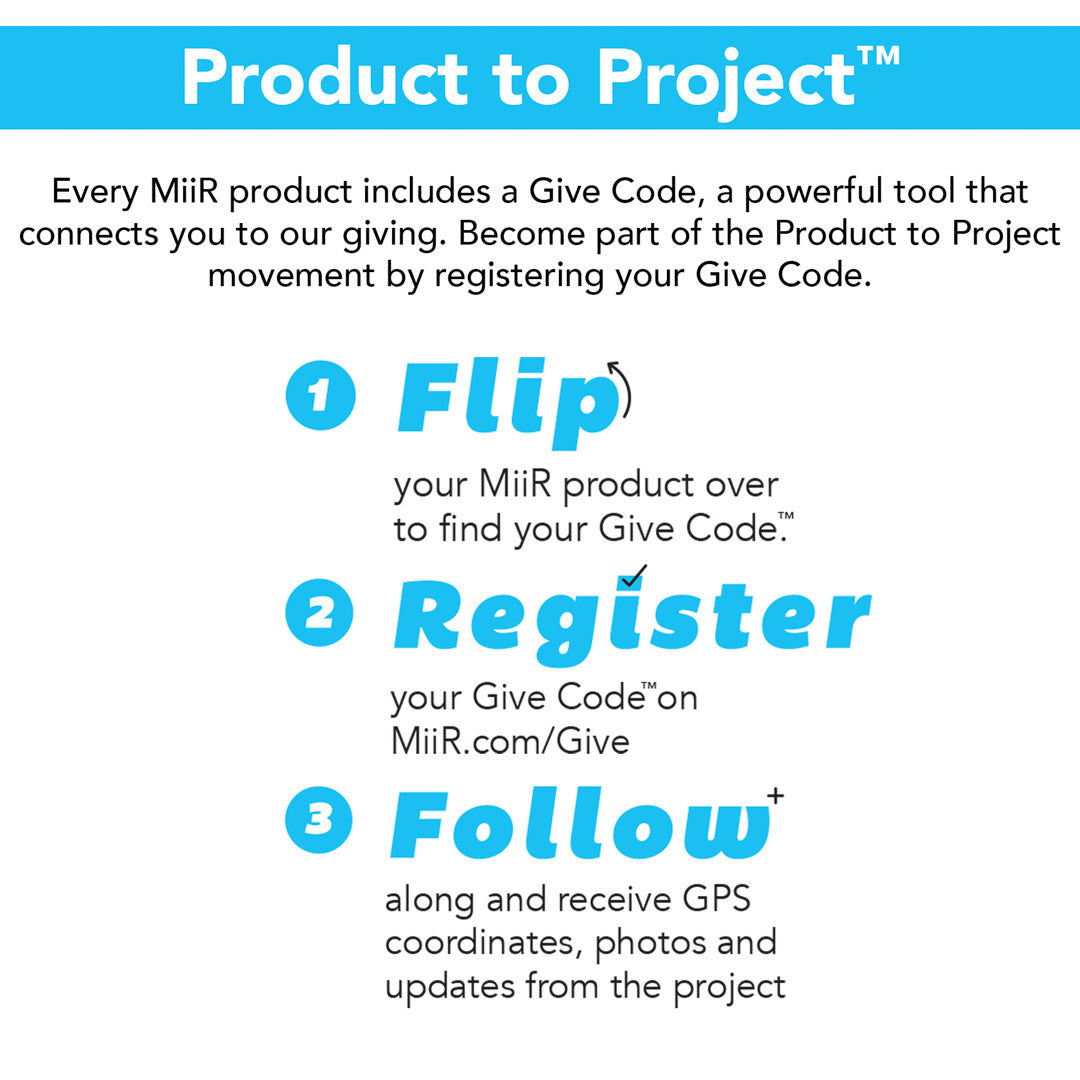 Product to Project™
Every MiiR product includes a Give Code, a powerful tool that
connects you to our giving. Become part of the Product to Project
movement by registering your Give Code.
1 Flip
your MiiR product over
to find your Give Code.™
2 Register
your Give Code™ on
MiiR.com/Give
3 Follow+
along and receive GPS
coordinates, photos and
updates from the project